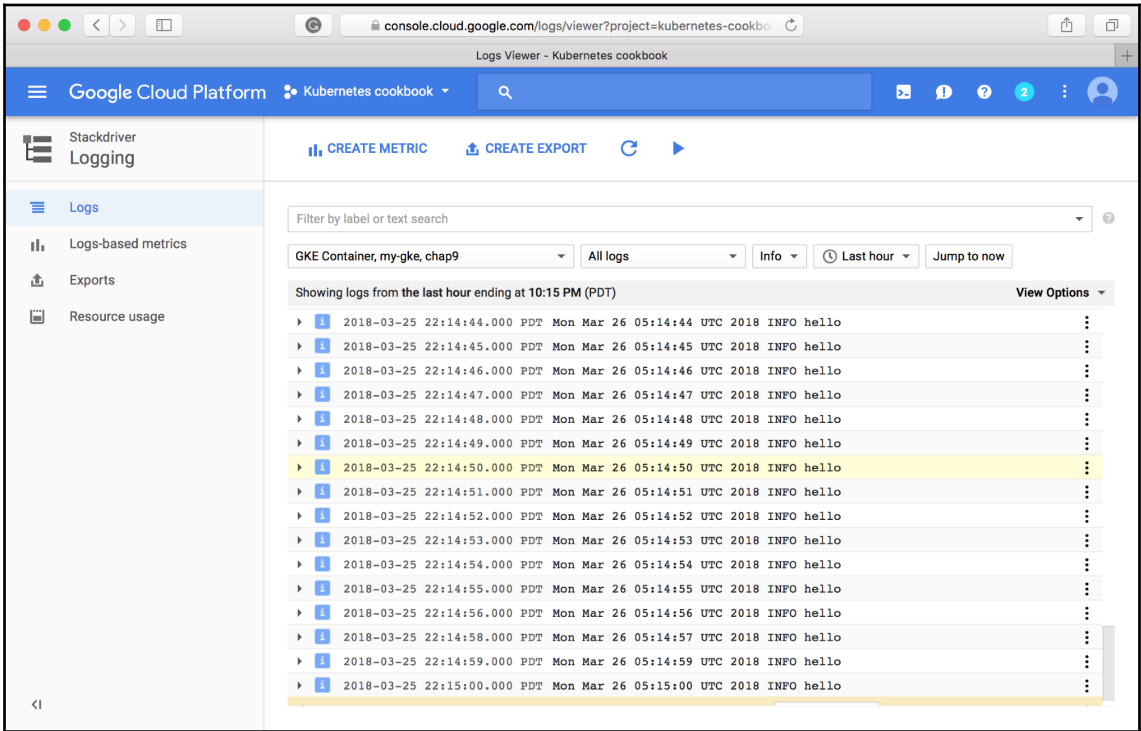 console.cloud.google.com/logs/viewer?project=kubernetes-cookbo
Logs Viewer - Kubernetes cookbook
Google Cloud Platform Kubernetes cookbook 2
Stackdriver
Logging
CREATE METRIC CREATE EXPORT
Logs
Logs-based metrics
Exports
Resource usage
Filter by label or text search
GKE Container, my-gke, chap9 All logs Info Last hour Jump to now
Showing logs from the last hour ending at 10:15 PM (PDT) View Options
2018-03-25 22:14:44.000 PDT Mon Mar 26 05:14:44 UTC 2018 INFO hello
2018-03-25 22:14:45.000 PDT Mon Mar 26 05:14:45 UTC 2018 INFO hello
2018-03-25 22:14:46.000 PDT Mon Mar 26 05:14:46 UTC 2018 INFO hello
2018-03-25 22:14:47.000 PDT Mon Mar 26 05:14:47 UTC 2018 INFO hello
2018-03-25 22:14:48.000 PDT Mon Mar 26 05:14:48 UTC 2018 INFO hello
2018-03-25 22:14:49.000 PDT Mon Mar 26 05:14:49 UTC 2018 INFO hello
2018-03-25 22:14:50.000 PDT Mon Mar 26 05:14:50 UTC 2018 INFO hello
2018-03-25 22:14:51.000 PDT Mon Mar 26 05:14:51 UTC 2018 INFO hello
2018-03-25 22:14:52.000 PDT Mon Mar 26 05:14:52 UTC 2018 INFO hello
2018-03-25 22:14:53.000 PDT Mon Mar 26 05:14:53 UTC 2018 INFO hello
2018-03-25 22:14:54.000 PDT Mon Mar 26 05:14:54 UTC 2018 INFO hello
2018-03-25 22:14:55.000 PDT Mon Mar 26 05:14:55 UTC 2018 INFO hello
2018-03-25 22:14:56.000 PDT Mon Mar 26 05:14:56 UTC 2018 INFO hello
2018-03-25 22:14:58.000 PDT Mon Mar 26 05:14:57 UTC 2018 INFO hello
2018-03-25 22:14:59.000 PDT Mon Mar 26 05:14:59 UTC 2018 INFO hello
2018-03-25 22:15:00.000 PDT Mon Mar 26 05:15:00 UTC 2018 INFO hello